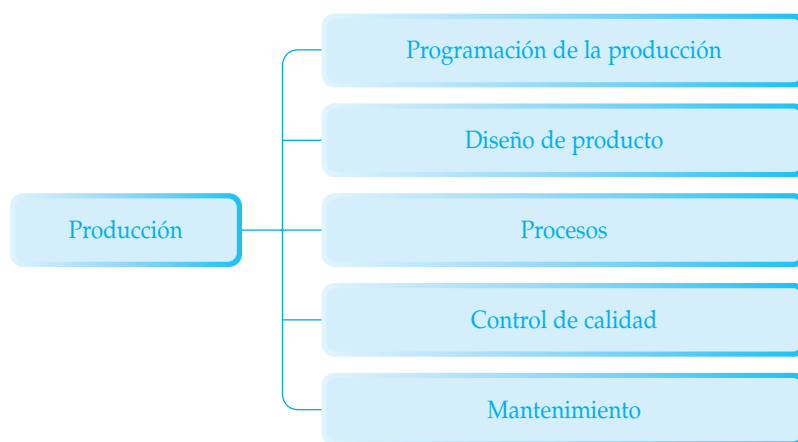 Programación de la producción
Diseño de producto
Producción
Procesos
Control de calidad
Mantenimiento